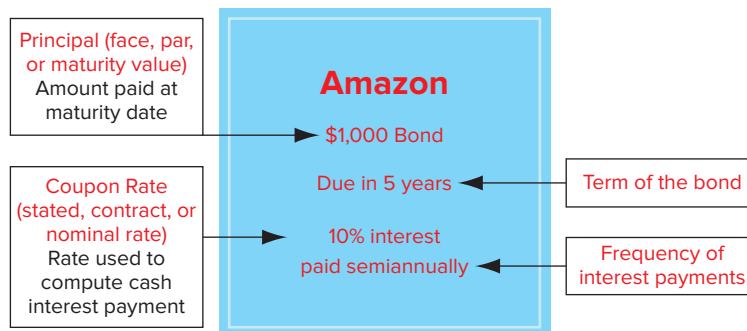 Principal (face, par,
or maturity value)
Amount paid at
maturity date
Amazon
$1,000 Bond
Due in 5 years
Term of the bond
Coupon Rate
(stated, contract, or
nominal rate)
Rate used to
compute cash
interest payment
10% interest
paid semiannually
Frequency of
interest payments